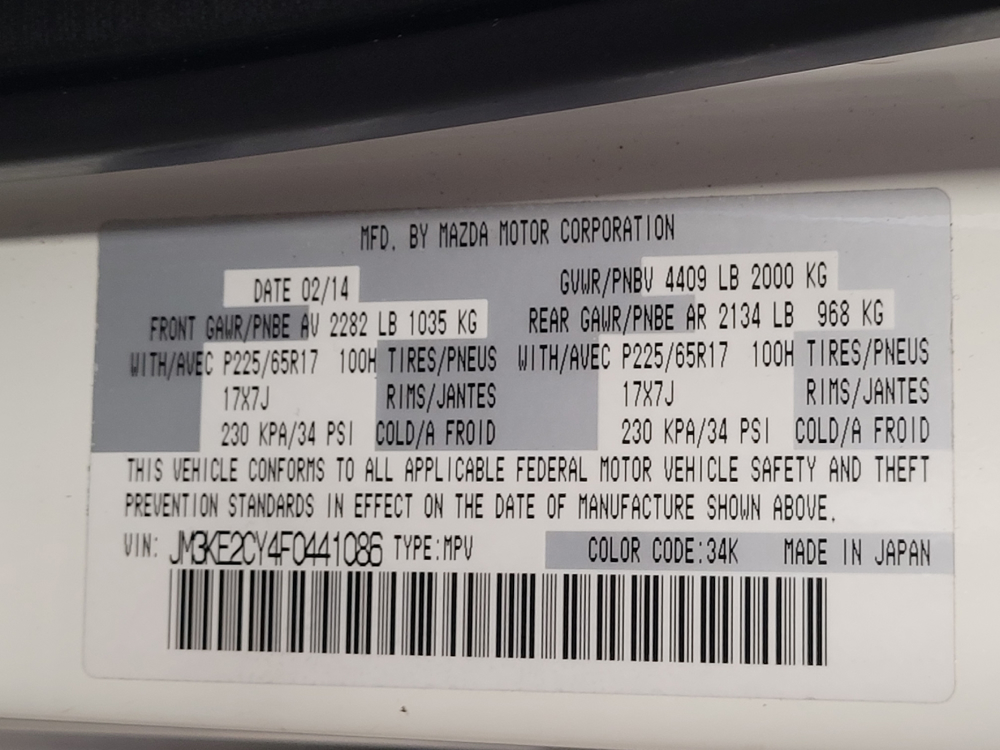 MFD. BY MAZDA MOTOR CORPORATION
DATE 02/14 GVWR/PNBV 4409 LB 2000 KG
FRONT GAWR/PNBE AV 2282 LB 1035 KG REAR GAWR/PNBE AR 2134 LB 968 KG
WITH/AVEC P225/65R17 100H TIRES/PNEUS WITH/AVEC P225/65R17 100H TIRES/PNEUS
17X7J RIMS/JANTES 17X7J RIMS/JANTES
230 KPA/34 PSI COLD/A FROID 230 KPA/34 PSI COLD/A FROID
THIS VEHICLE CONFORMS TO ALL APPLICABLE FEDERAL MOTOR VEHICLE SAFETY AND THEFT
PREVENTION STANDARDS IN EFFECT ON THE DATE OF MANUFACTURE SHOWN ABOVE.
VIN: JM3KE2CY4F0441086 TYPE:MPV COLOR CODE:34K MADE IN JAPAN